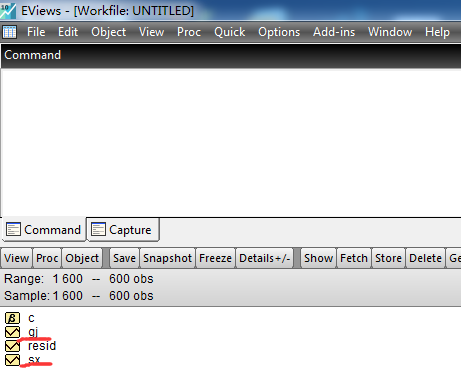 EViews - [Workfile: UNTITLED]
File Edit Object View Proc Quick Options Add-ins Window Help
Command
Command Capture
View Proc Object Save Snapshot Freeze Details+/- Show Fetch Store Delete Ge
Range: 1 600 -- 600 obs
Sample: 1 600 -- 600 obs
β c
gj
resid
sx